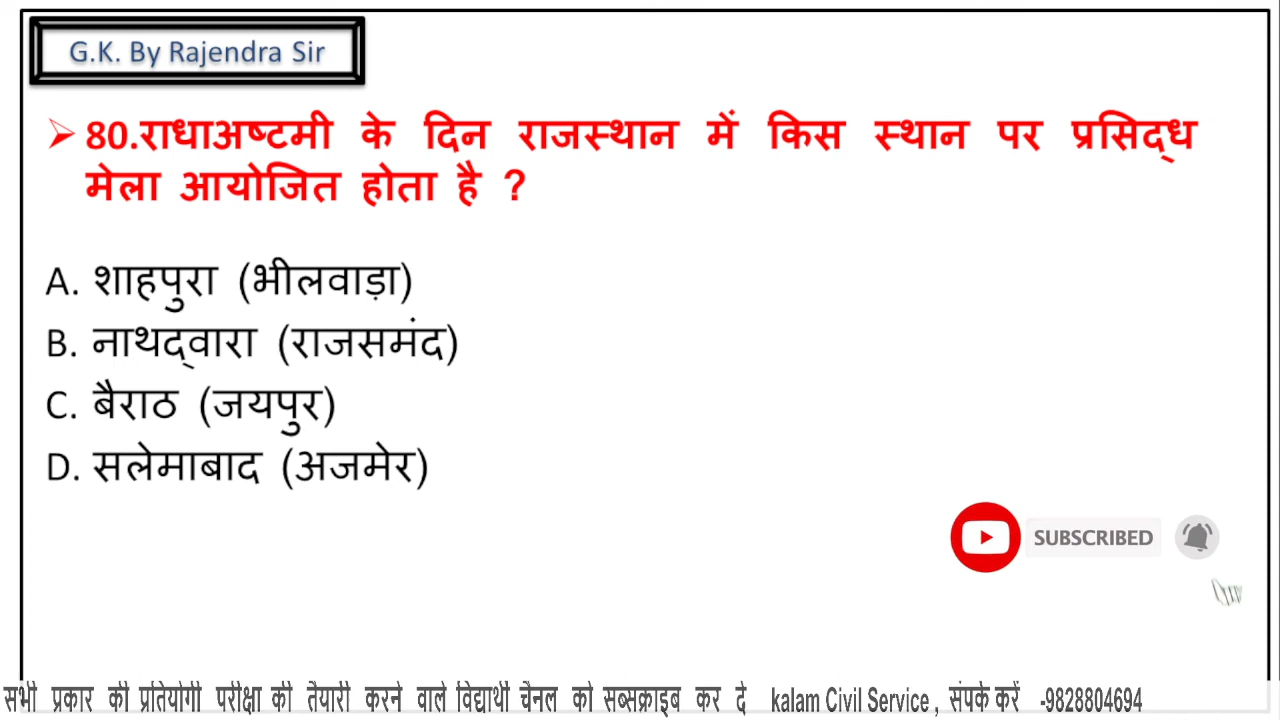 G.K. By Rajendra Sir
80.राधाअष्टमी के दिन राजस्थान में किस स्थान पर प्रसिद्ध
मेला आयोजित होता है ?
A. शाहपुरा (भीलवाड़ा)
B. नाथद्वारा (राजसमंद)
C. बैराठ (जयपुर)
D. सलेमाबाद (अजमेर)
SUBSCRIBED
सभी प्रकार की प्रतियोगी परीक्षा की तैयारी करने वाले विद्यार्थी चैनल को सब्सक्राइब कर दे kalam Civil Service , संपर्क करें -9828804694